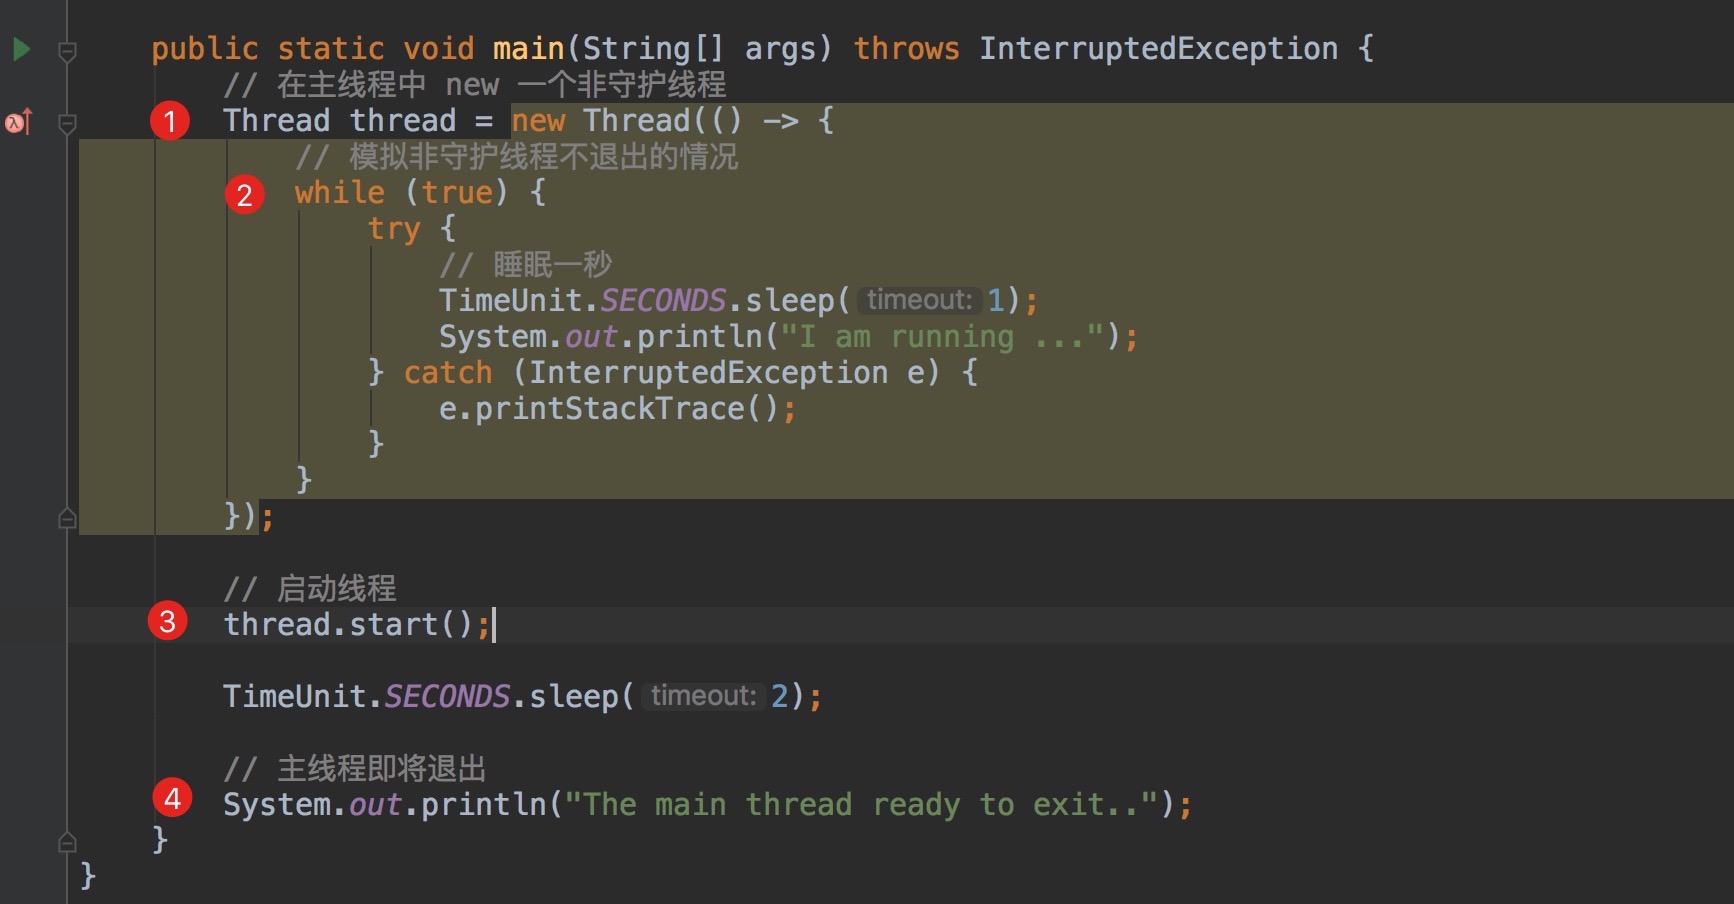 public static void main(String[] args) throws InterruptedException {
// 在主线程中 new 一个非守护线程
1 Thread thread = new Thread(() -> {
// 模拟非守护线程不退出的情况
2 while (true) {
try {
// 睡眠一秒
TimeUnit.SECONDS.sleep( timeout: 1);
System.out.println("I am running ...");
} catch (InterruptedException e) {
e.printStackTrace();
}
}
});
// 启动线程
3 thread.start();
TimeUnit.SECONDS.sleep( timeout: 2);
// 主线程即将退出
4 System.out.println("The main thread ready to exit..");
}
}